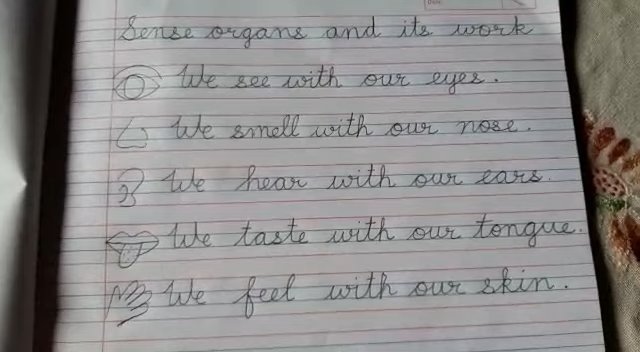 Sense organs and its work
We see with our eyes.
We smell with our nose.
We hear with our ears.
We taste with our tongue.
We feel with our skin.